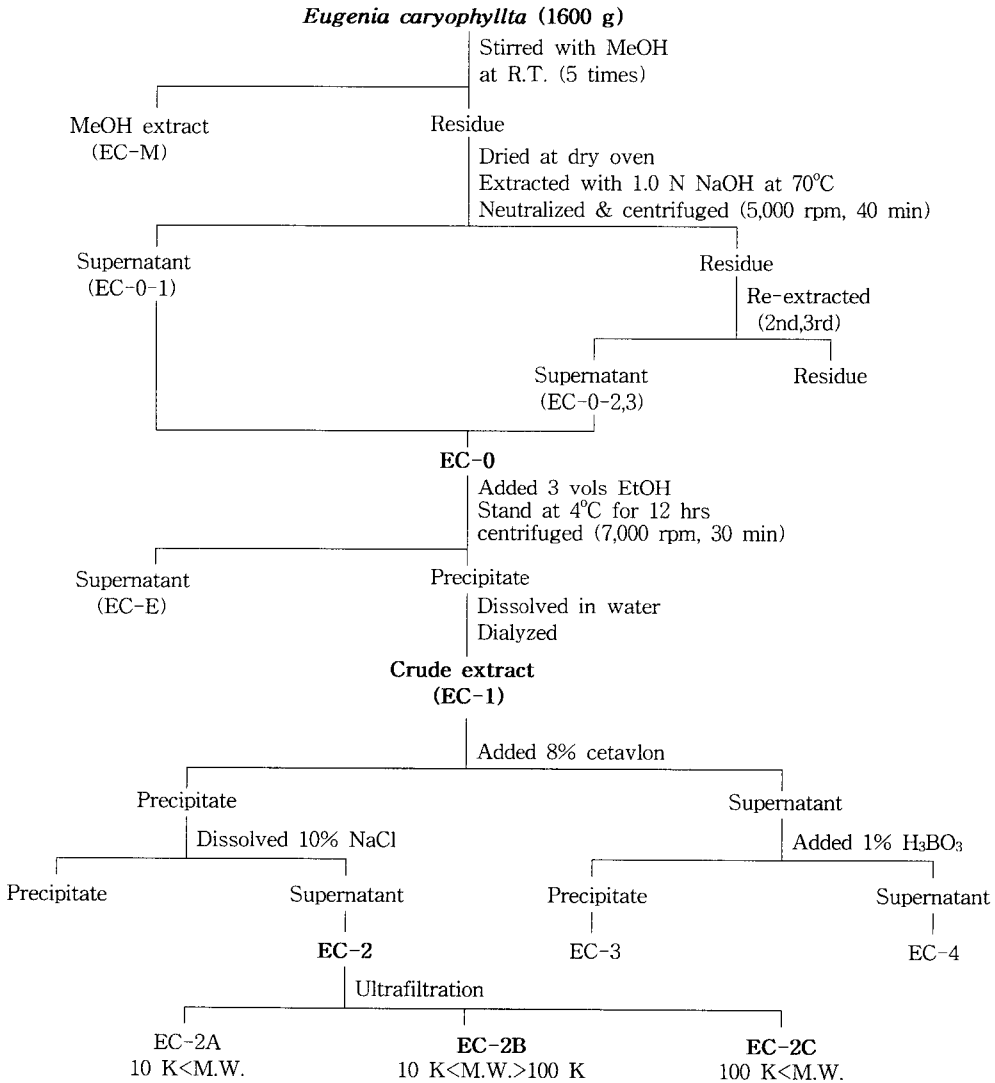 Eugenia caryophyllta (1600 g)
Stirred with MeOH
at R.T. (5 times)
MeOH extract
(EC-M)
Residue
Dried at dry oven
Extracted with 1.0 N NaOH at 70°C
Neutralized & centrifuged (5,000 rpm, 40 min)
Supernatant
(EC-0-1)
Residue
Re-extracted
(2nd,3rd)
Supernatant
(EC-0-2,3)
Residue
EC-0
Added 3 vols EtOH
Stand at 4°C for 12 hrs
centrifuged (7,000 rpm, 30 min)
Supernatant
(EC-E)
Precipitate
Dissolved in water
Dialyzed
Crude extract
(EC-1)
Added 8% cetavlon
Precipitate
Supernatant
Dissolved 10% NaCl
Added 1% H₃BO₃
Precipitate
Supernatant
Precipitate
Supernatant
EC-2
EC-3
EC-4
Ultrafiltration
EC-2A
10 K<M.W.
EC-2B
10 K<M.W.>100 K
EC-2C
100 K<M.W.